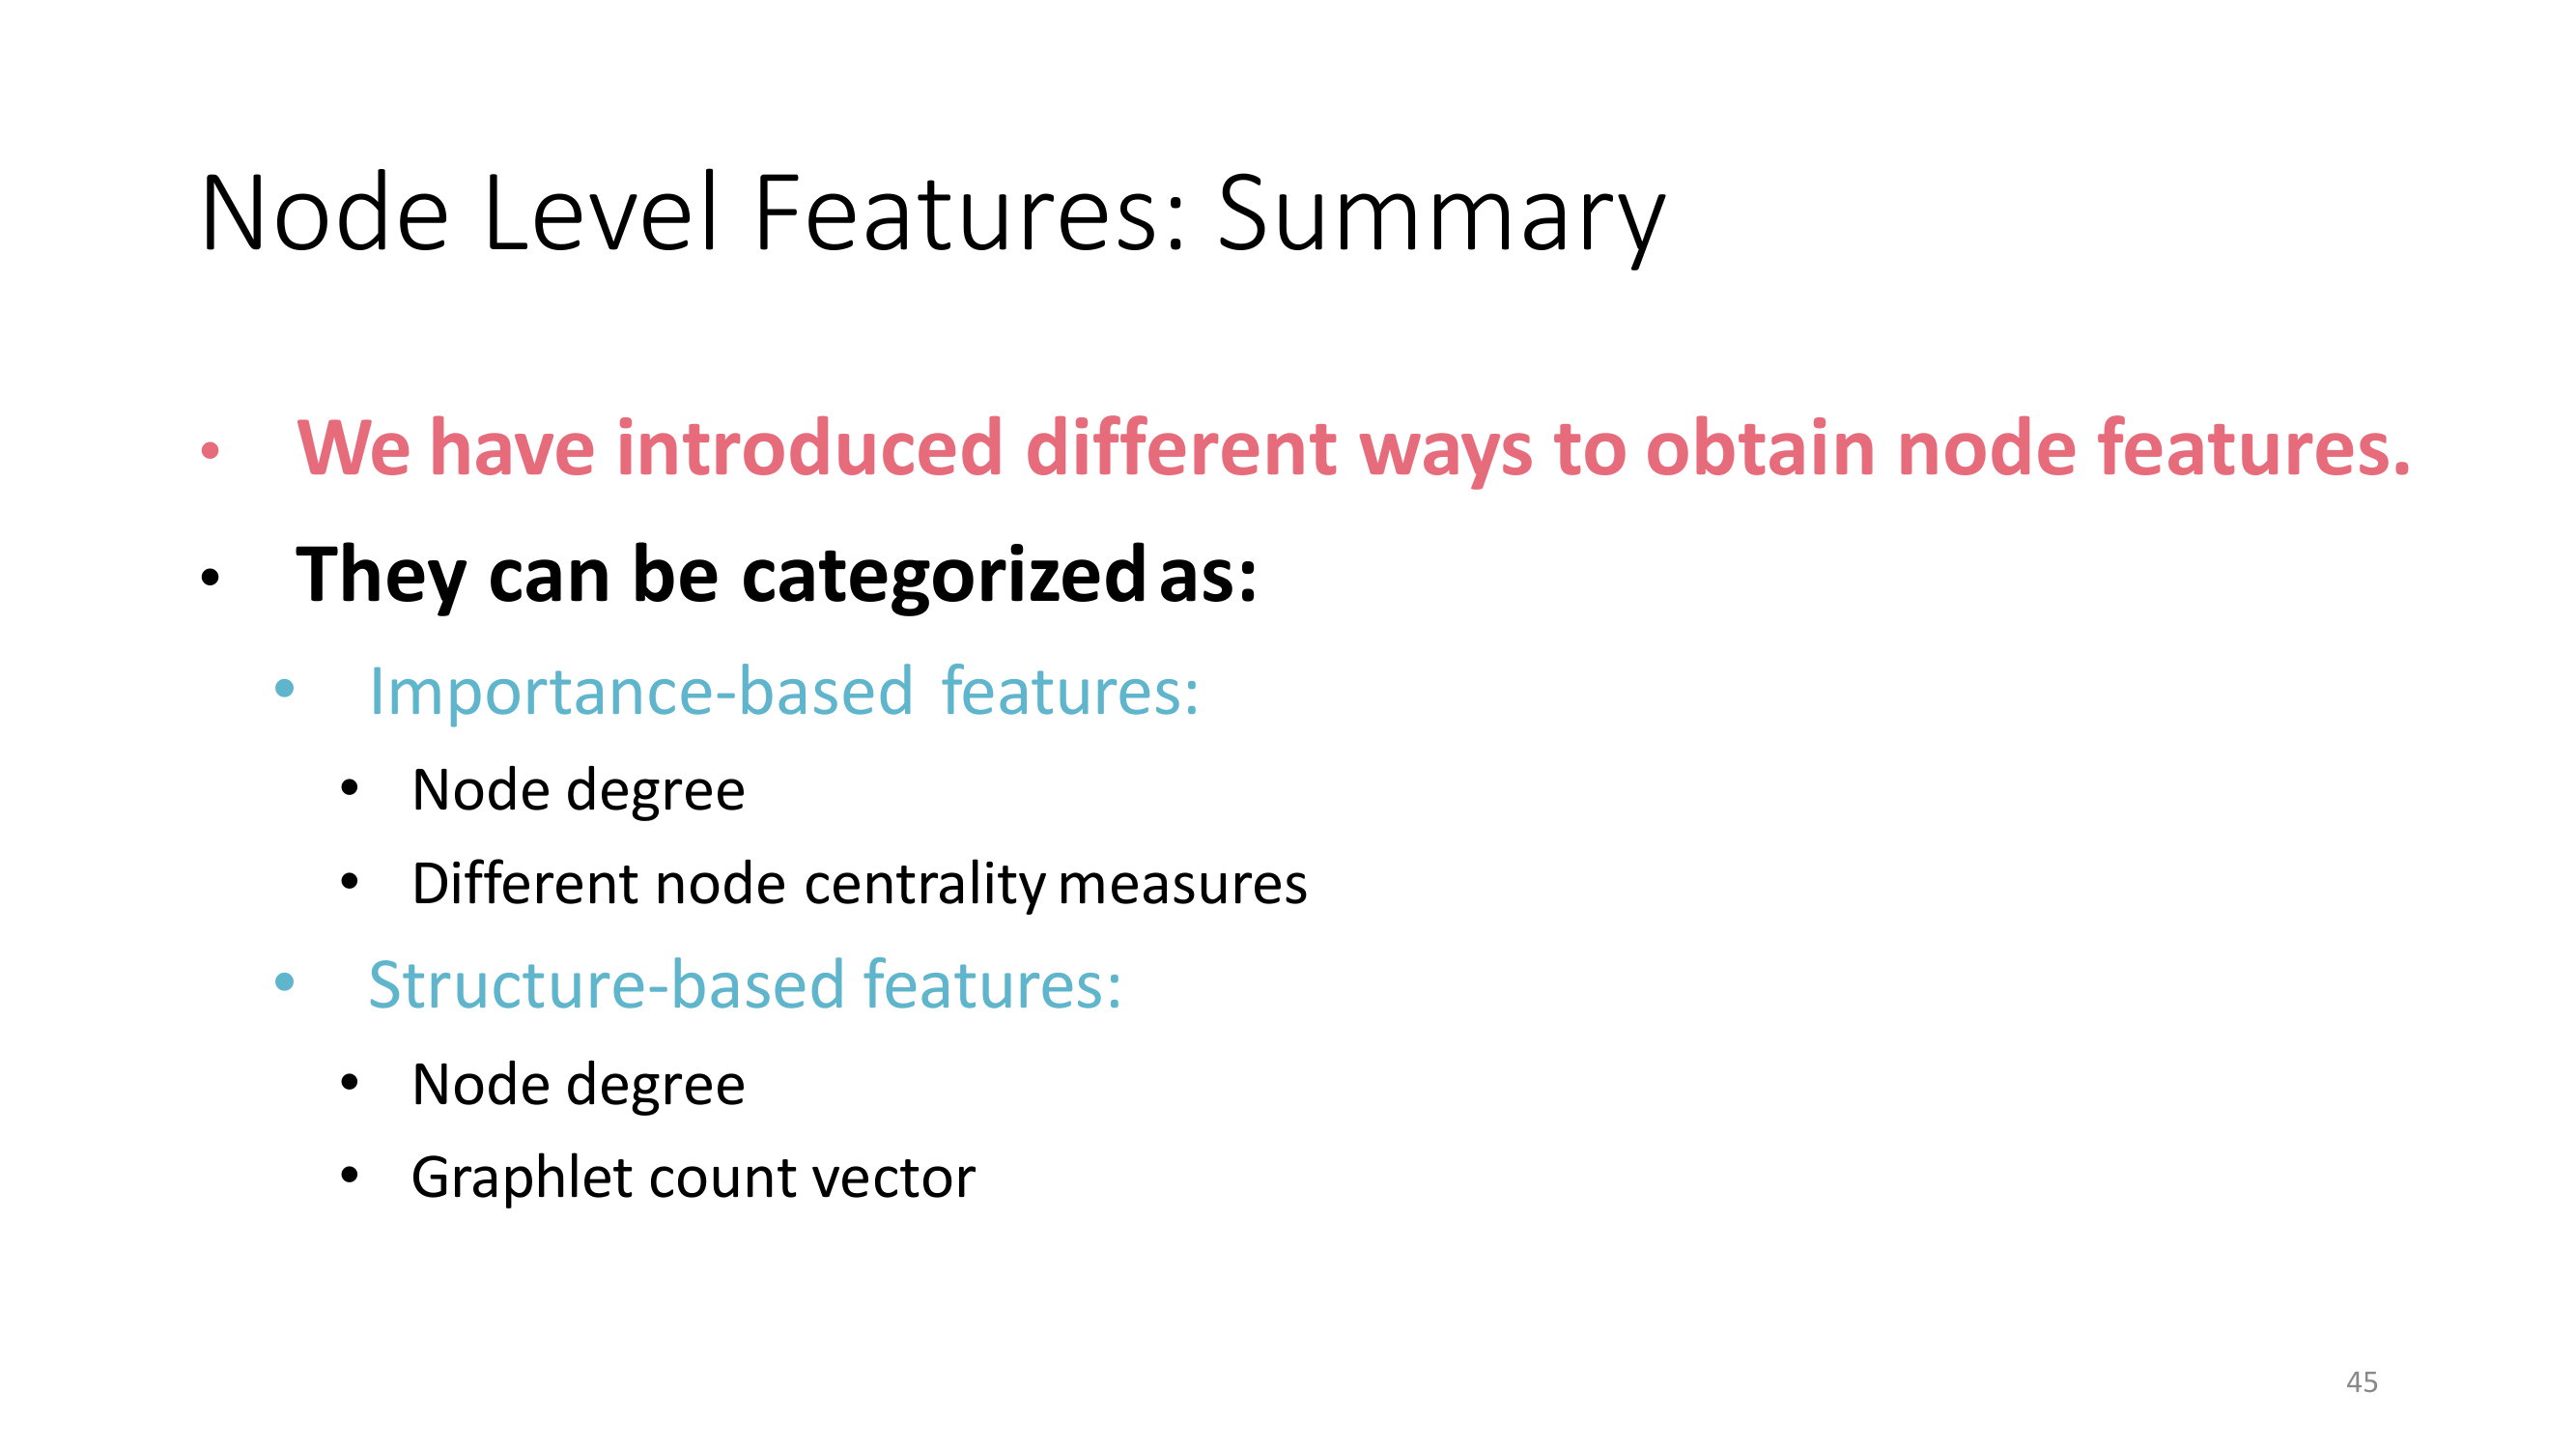 Node Level Features: Summary
• We have introduced different ways to obtain node features.
• They can be categorized as:
• Importance-based features:
• Node degree
• Different node centrality measures
• Structure-based features:
• Node degree
• Graphlet count vector
45